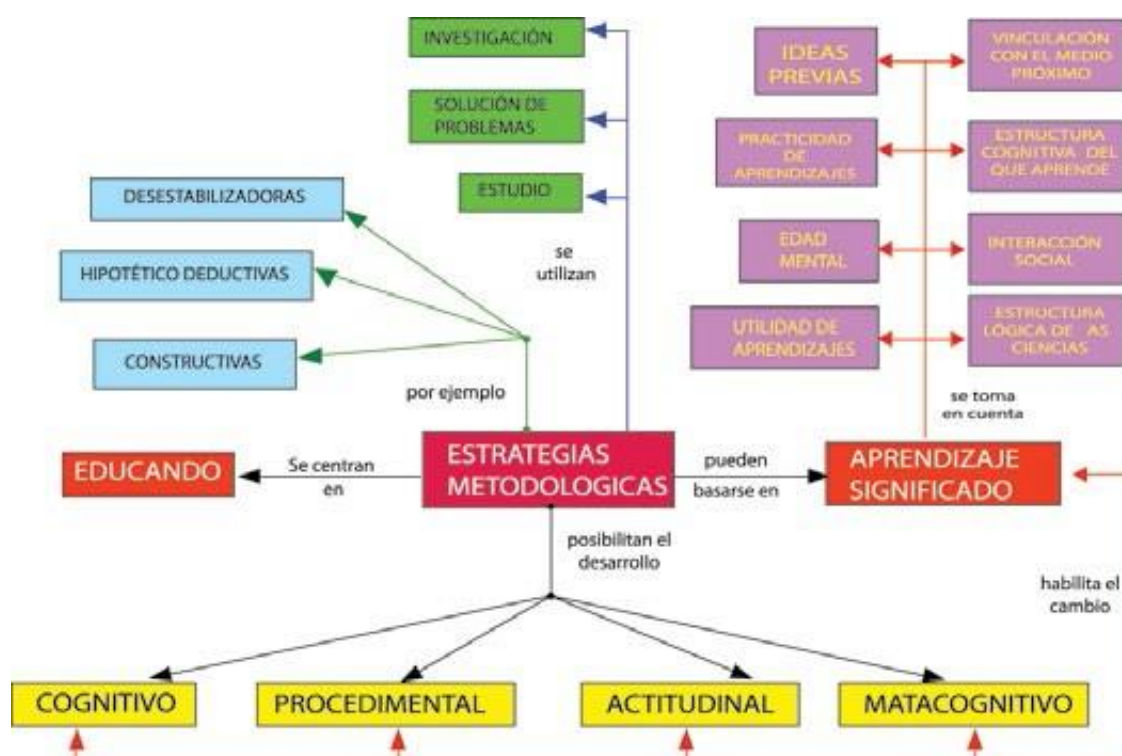 INVESTIGACIÓN
SOLUCIÓN DE
PROBLEMAS
ESTUDIO
se
utilizan
IDEAS
PREVIAS
VINCULACIÓN
CON EL MEDIO
PRÓXIMO
PRACTICIDAD
DE
APRENDIZAJES
ESTRUCTURA
COGNITIVA DEL
QUE APRENDE
EDAD
MENTAL
INTERACCIÓN
SOCIAL
UTILIDAD DE
APRENDIZAJES
ESTRUCTURA
LÓGICA DE AS
CIENCIAS
se toma
en cuenta
DESESTABILIZADORAS
HIPOTÉTICO DEDUCTIVAS
CONSTRUCTIVAS
por ejemplo
EDUCANDO
Se centran
en
ESTRATEGIAS
METODOLOGICAS
pueden
basarse en
APRENDIZAJE
SIGNIFICADO
posibilitan el
desarrollo
habilita el
cambio
COGNITIVO
PROCEDIMENTAL
ACTITUDINAL
MATACOGNITIVO